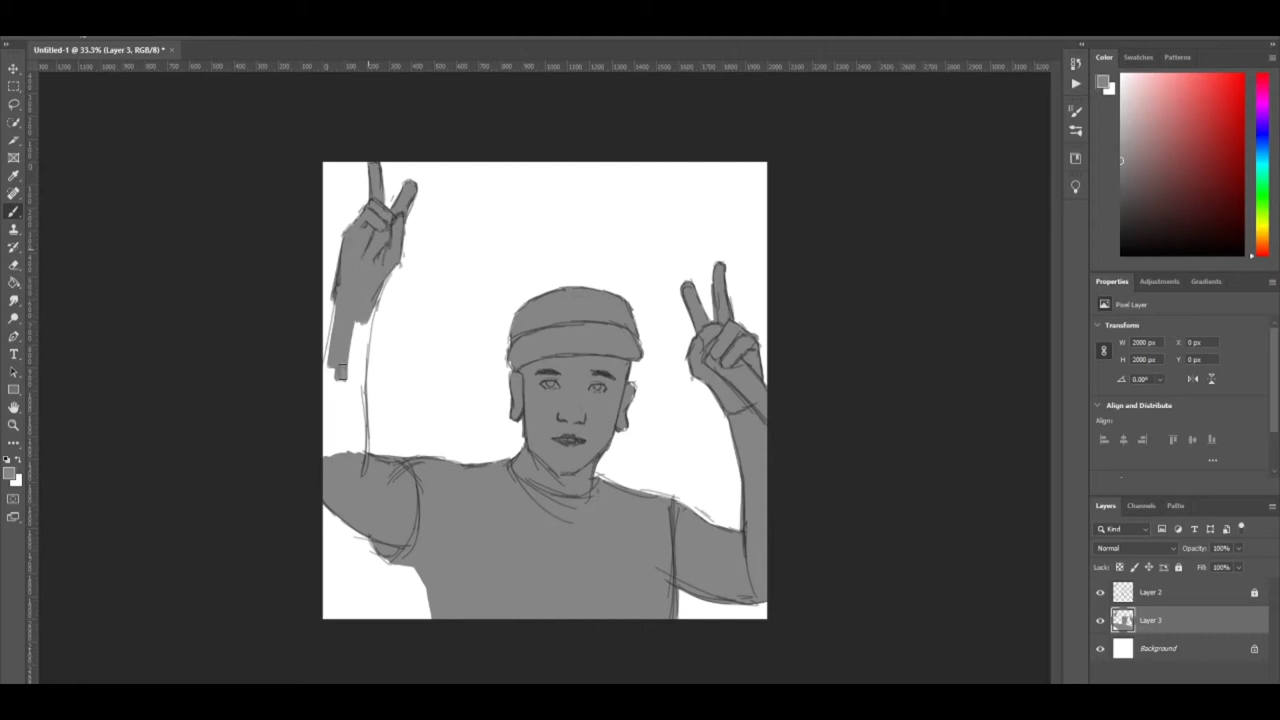 Untitled-1 @ 33.3% (Layer 3, RGB/8) *
Color
Swatches
Patterns
Properties
Adjustments
Gradients
Pixel Layer
Transform
W 2000 px X 0 px
H 2000 px Y 0 px
0.00°
Align and Distribute
Align:
Layers
Channels
Paths
Kind
Normal
Opacity: 100%
Lock:
Fill: 100%
Layer 2
Layer 3
Background